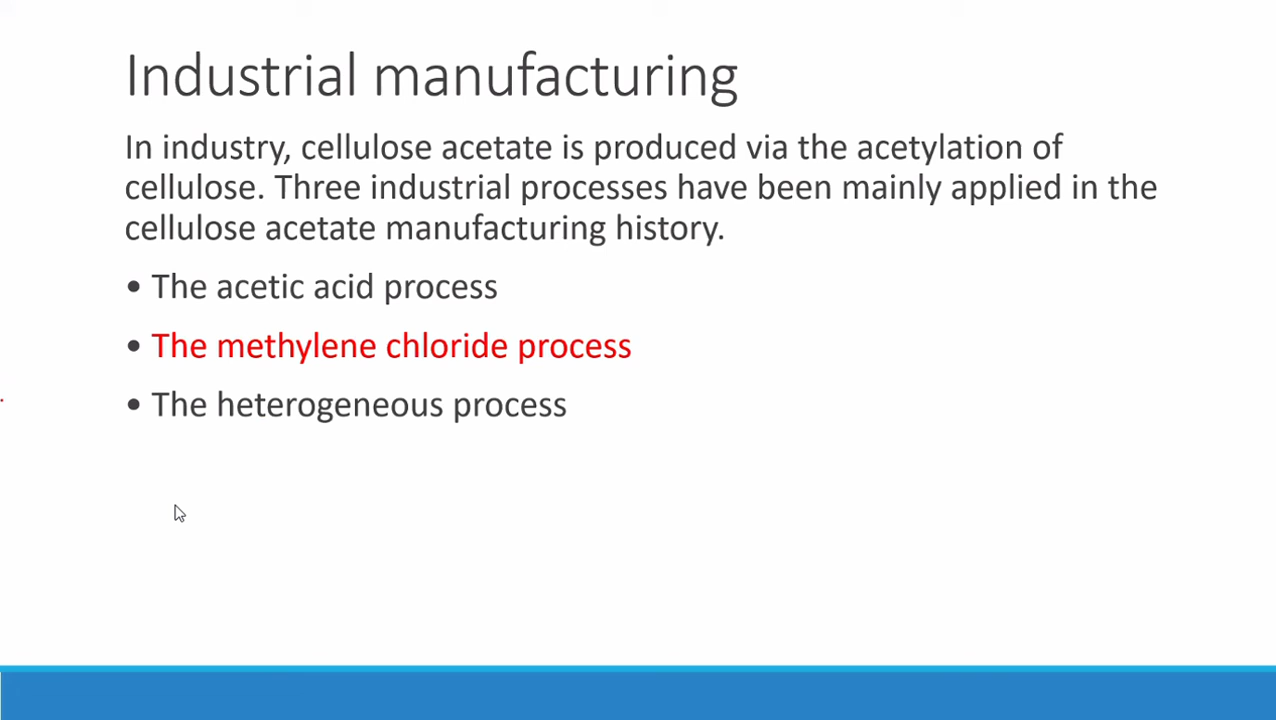 Industrial manufacturing
In industry, cellulose acetate is produced via the acetylation of
cellulose. Three industrial processes have been mainly applied in the
cellulose acetate manufacturing history.
• The acetic acid process
• The methylene chloride process
• The heterogeneous process